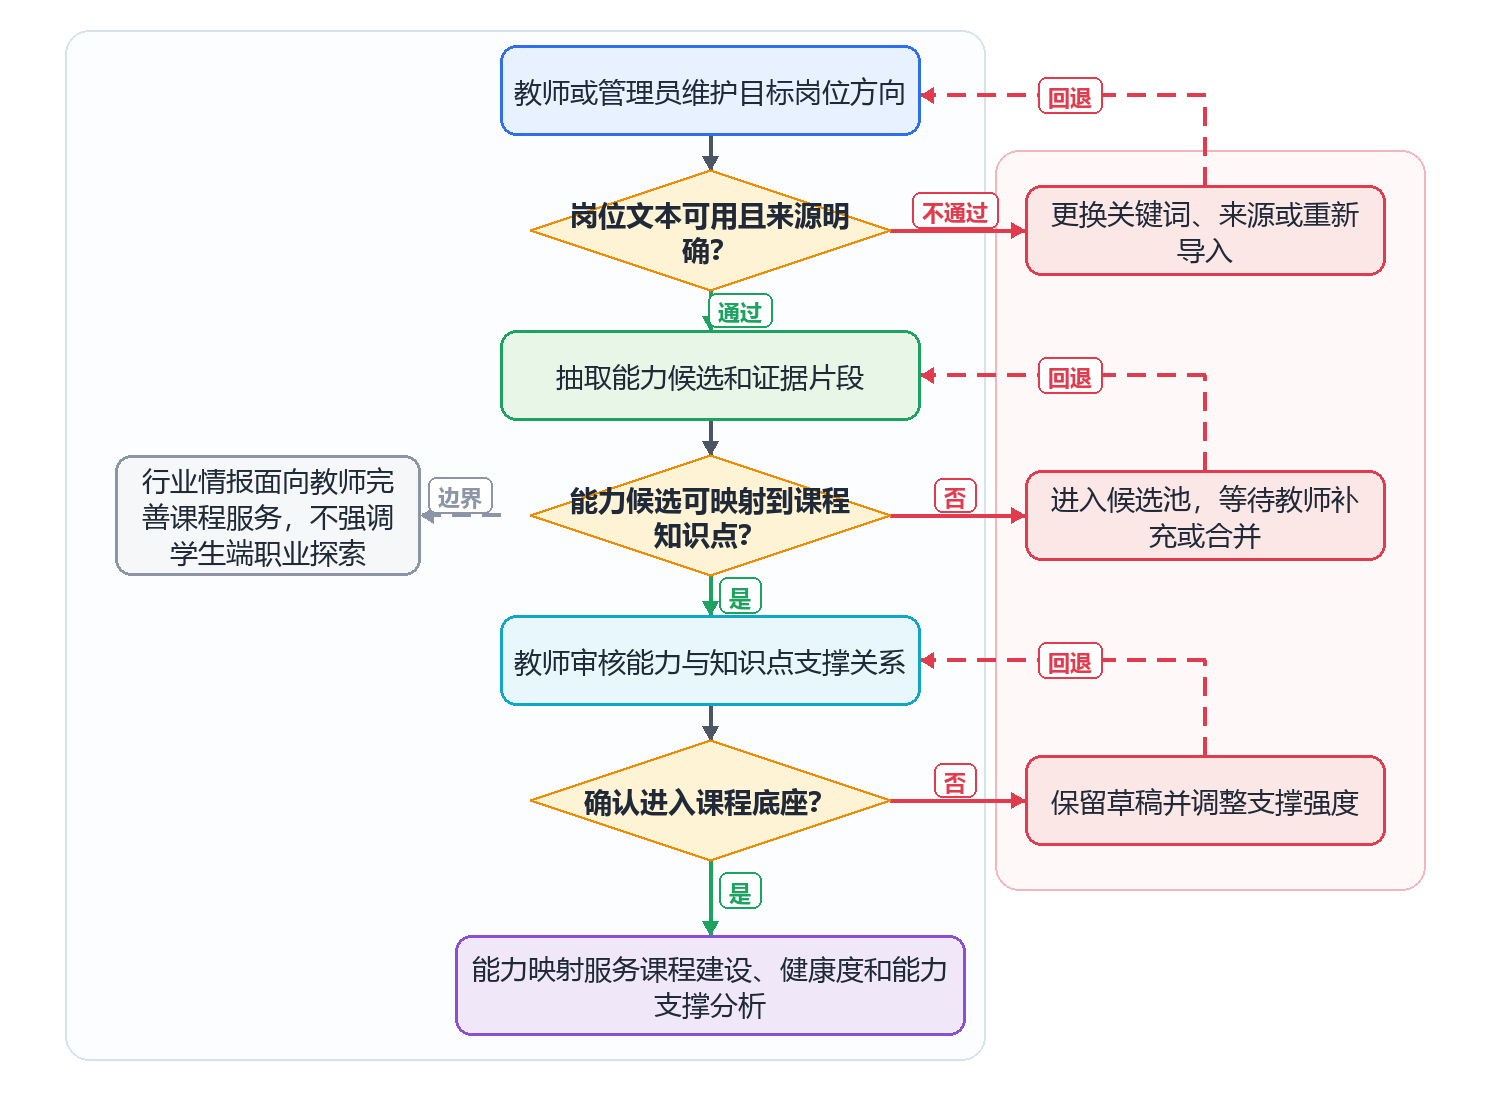 教师或管理员维护目标岗位方向
回退
岗位文本可用且来源明
确？
不通过
更换关键词、来源或重新
导入
通过
抽取能力候选和证据片段
回退
行业情报面向教师完
善课程服务，不强调
学生端职业探索
边界
能力候选可映射到课程
知识点？
否
进入候选池，等待教师补
充或合并
是
教师审核能力与知识点支撑关系
回退
确认进入课程底座？
否
保留草稿并调整支撑强度
是
能力映射服务课程建设、健康度和能力
支撑分析